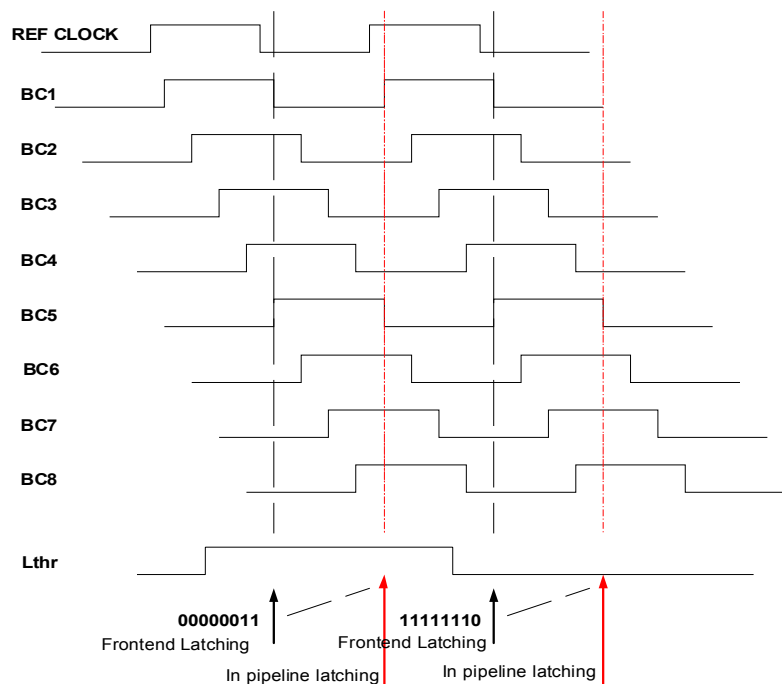 REF CLOCK
BC1
BC2
BC3
BC4
BC5
BC6
BC7
BC8
Lthr
00000011 11111110
Frontend Latching Frontend Latching
In pipeline latching In pipeline latching